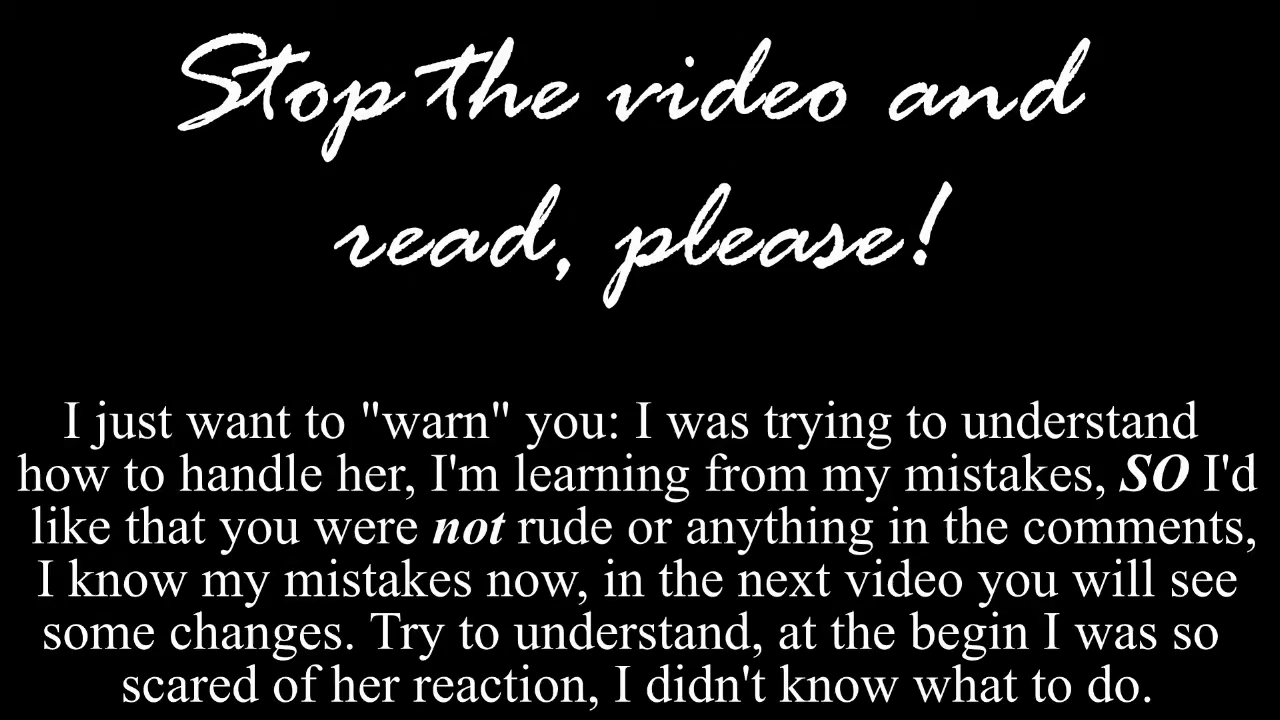 Stop the video and
read, please!
I just want to "warn" you: I was trying to understand
how to handle her, I'm learning from my mistakes, SO I'd
like that you were not rude or anything in the comments,
I know my mistakes now, in the next video you will see
some changes. Try to understand, at the begin I was so
scared of her reaction, I didn't know what to do.